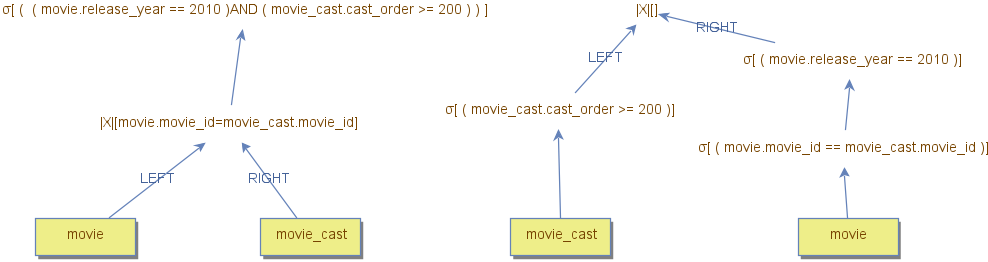 σ[ (  ( movie.release_year == 2010 )AND ( movie_cast.cast_order >= 200 ) ) ]
|X|[movie.movie_id=movie_cast.movie_id]
LEFT
RIGHT
movie
movie_cast
|X|[]
RIGHT
LEFT
σ[ ( movie.release_year == 2010 )]
σ[ ( movie_cast.cast_order >= 200 )]
σ[ ( movie.movie_id == movie_cast.movie_id )]
movie_cast
movie